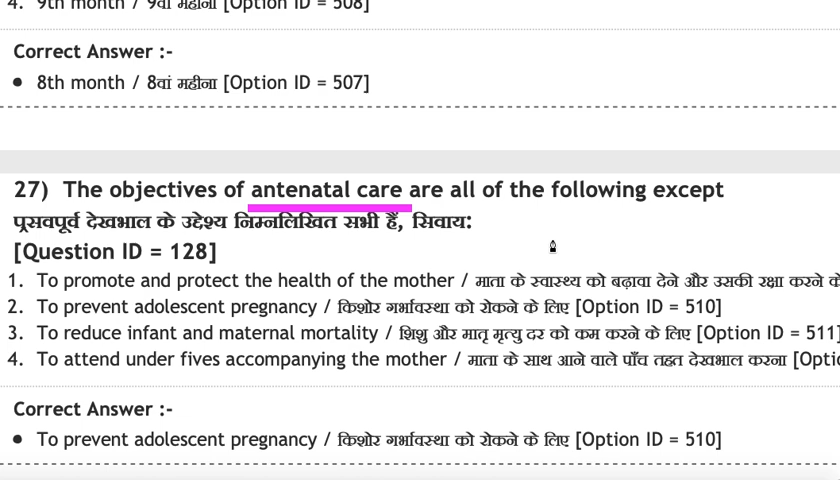 4. 9th month / 9वां महीना [Option ID = 508]
Correct Answer :-
• 8th month / 8वां महीना [Option ID = 507]
27) The objectives of antenatal care are all of the following except
प्रसवपूर्व देखभाल के उद्देश्य निम्नलिखित सभी हैं, सिवाय:
[Question ID = 128]
1. To promote and protect the health of the mother / माता के स्वास्थ्य को बढ़ावा देने और उसकी रक्षा करने के
2. To prevent adolescent pregnancy / किशोर गर्भावस्था को रोकने के लिए [Option ID = 510]
3. To reduce infant and maternal mortality / शिशु और मातृ मृत्यु दर को कम करने के लिए [Option ID = 511]
4. To attend under fives accompanying the mother / माता के साथ आने वाले पाँच तहत देखभाल करना [Optio
Correct Answer :-
• To prevent adolescent pregnancy / किशोर गर्भावस्था को रोकने के लिए [Option ID = 510]